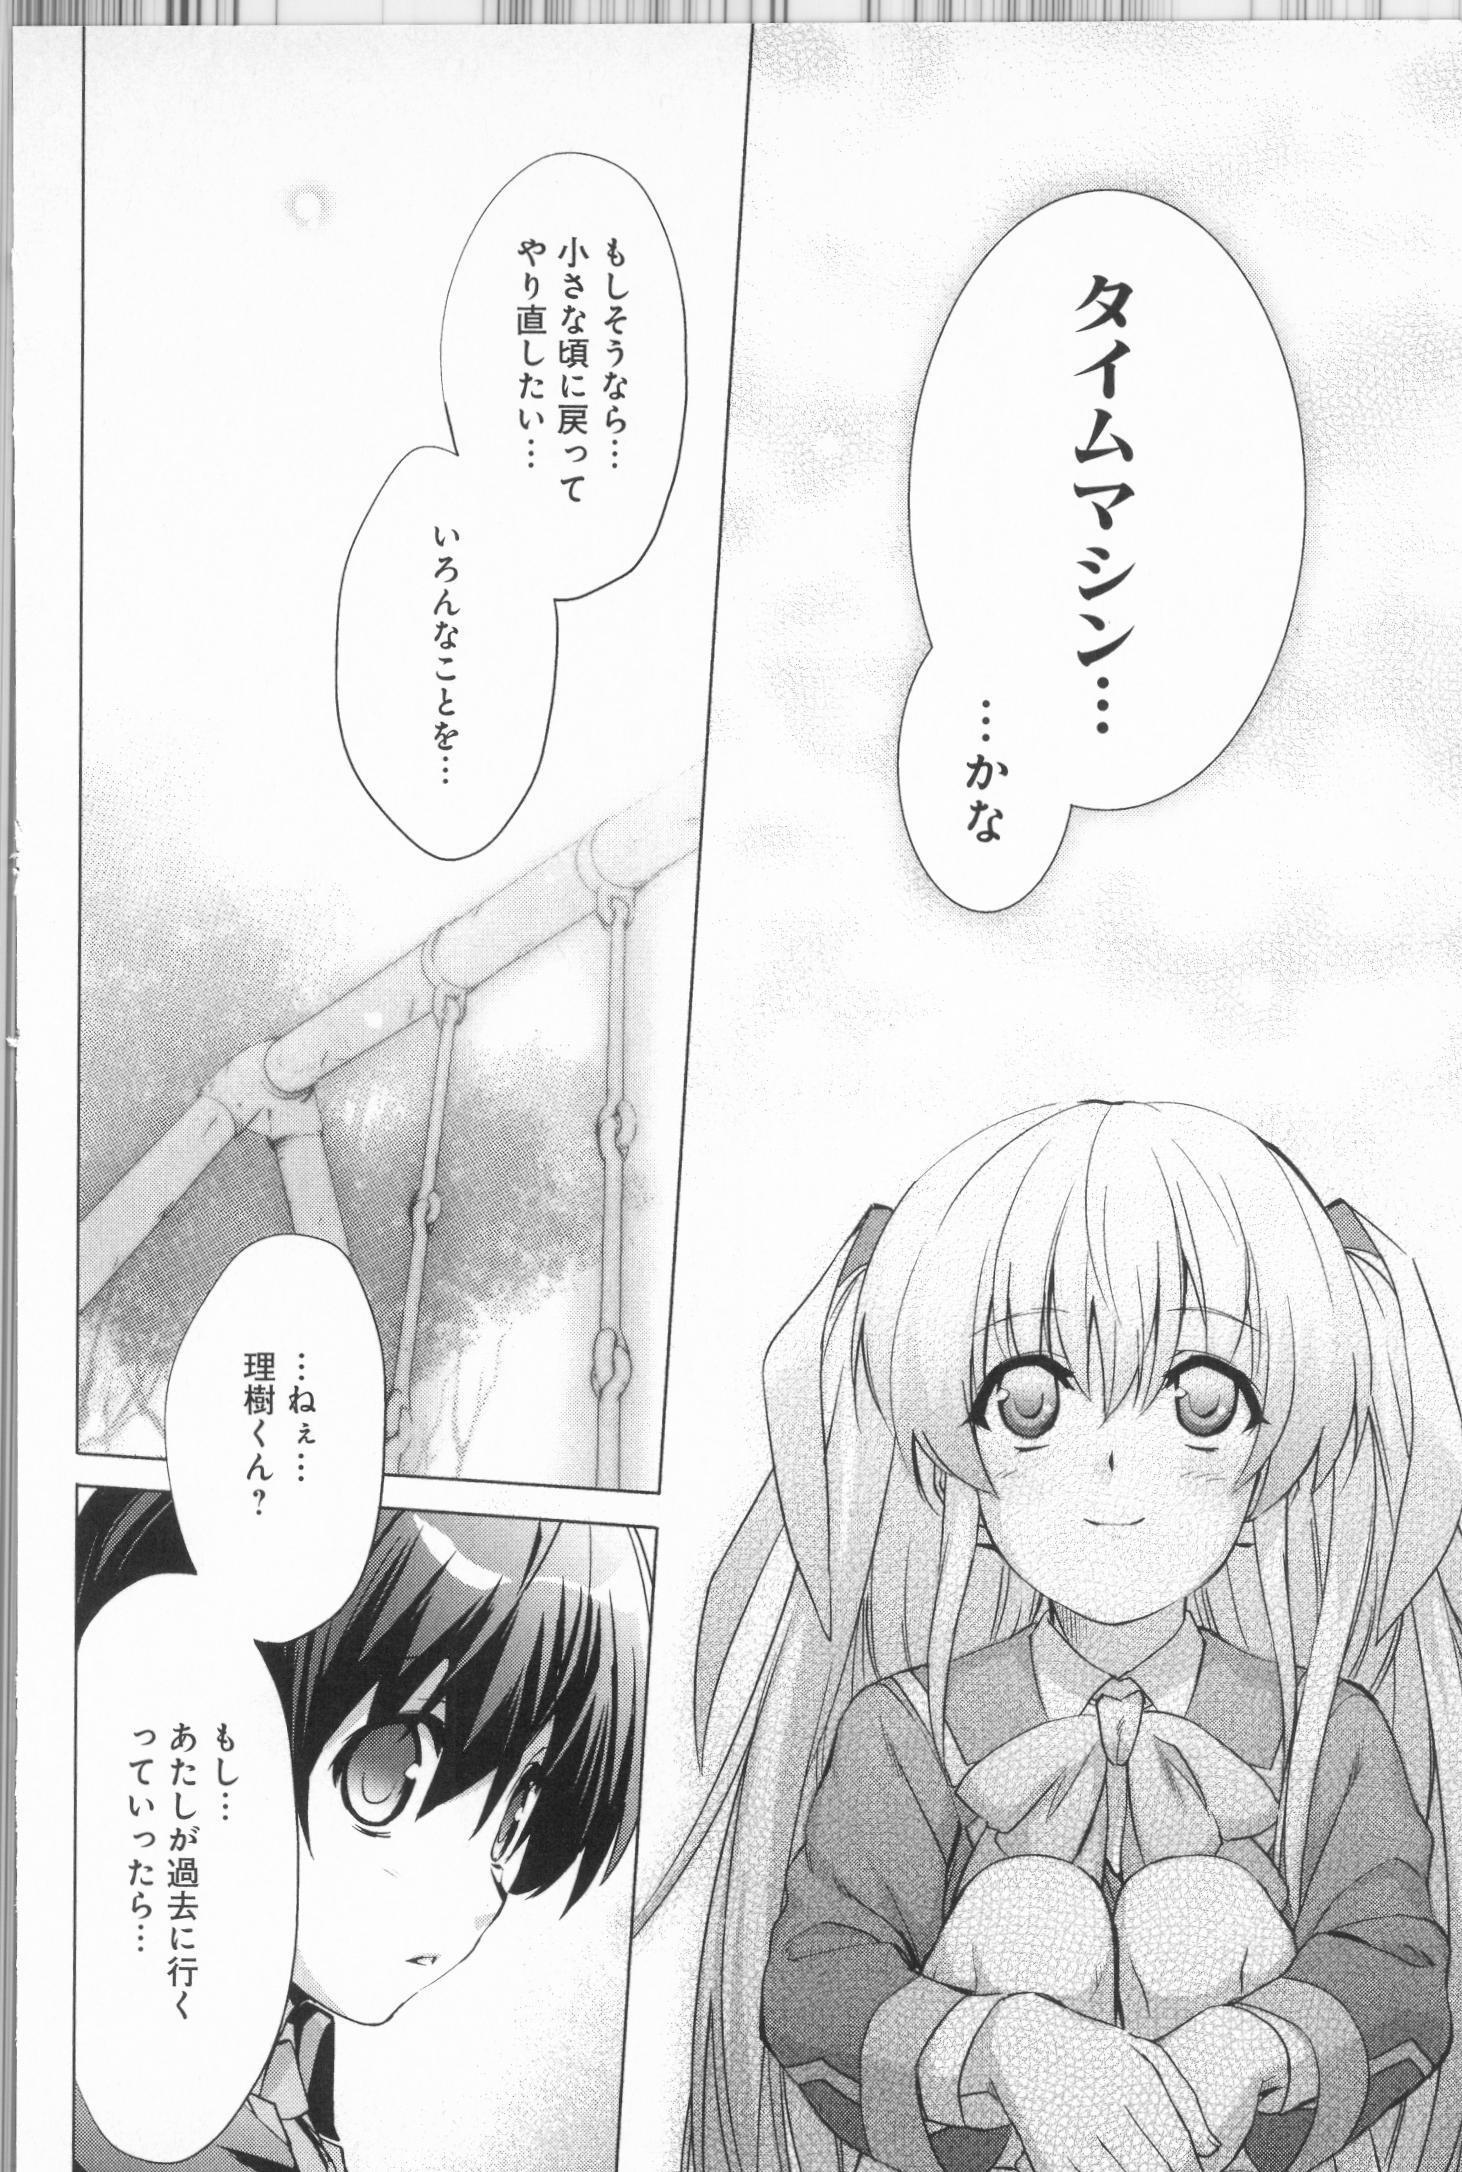 タイムマシン…
…かな
もしそうなら…
小さな頃に戻って
やり直したい…
いろんなことを…
…ねぇ…
理樹くん?
もし…
あたしが過去に行く
っていったら…